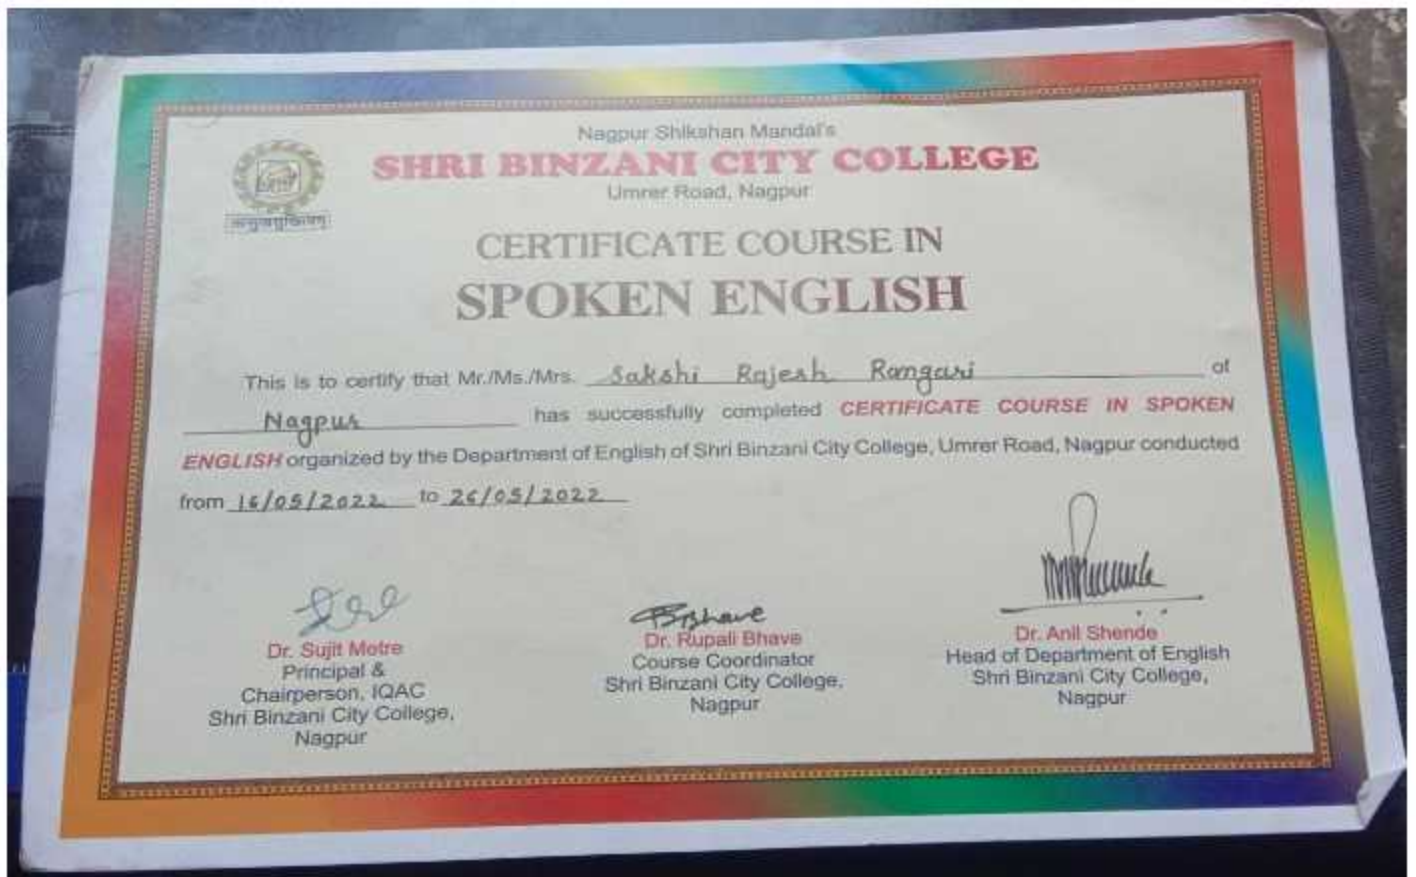 Nagpur Shikshan Mandal's
SHRI BINZANI CITY COLLEGE
Umrer Road, Nagpur
CERTIFICATE COURSE IN
SPOKEN ENGLISH
This is to certify that Mr./Ms./Mrs. Sakshi Rajesh Rangari of
Nagpur has successfully completed CERTIFICATE COURSE IN SPOKEN
ENGLISH organized by the Department of English of Shri Binzani City College, Umrer Road, Nagpur conducted
from 16/05/2022 to 26/05/2022
Dr. Sujit Metre
Principal &
Chairperson, IQAC
Shri Binzani City College,
Nagpur
Dr. Rupali Bhave
Course Coordinator
Shri Binzani City College,
Nagpur
Dr. Anil Shende
Head of Department of English
Shri Binzani City College,
Nagpur